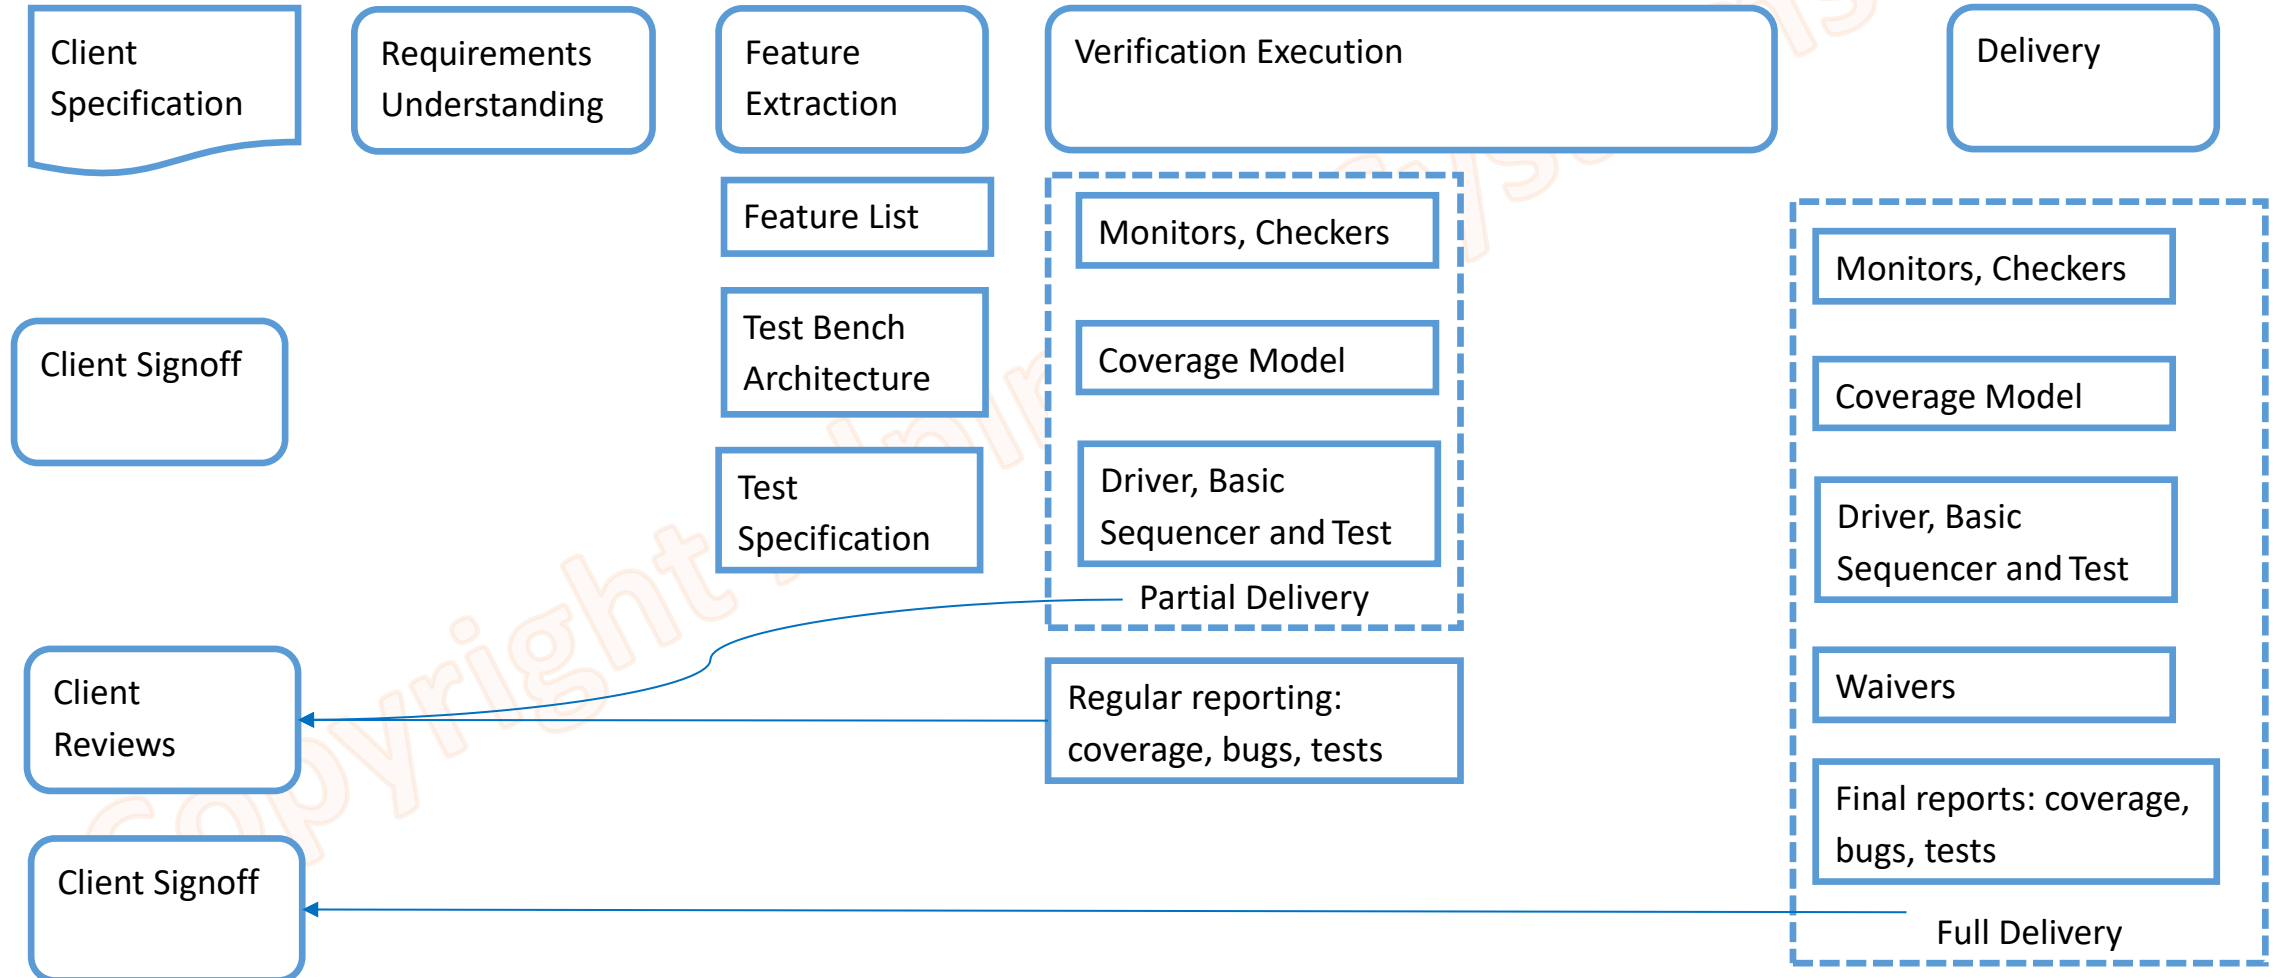 Client
Specification
Requirements
Understanding
Feature
Extraction
Verification Execution
Delivery
Feature List
Monitors, Checkers
Monitors, Checkers
Client Signoff
Test Bench
Architecture
Coverage Model
Coverage Model
Test
Specification
Driver, Basic
Sequencer and Test
Driver, Basic
Sequencer and Test
Partial Delivery
Client
Reviews
Regular reporting:
coverage, bugs, tests
Waivers
Final reports: coverage,
bugs, tests
Client Signoff
Full Delivery
Copyright